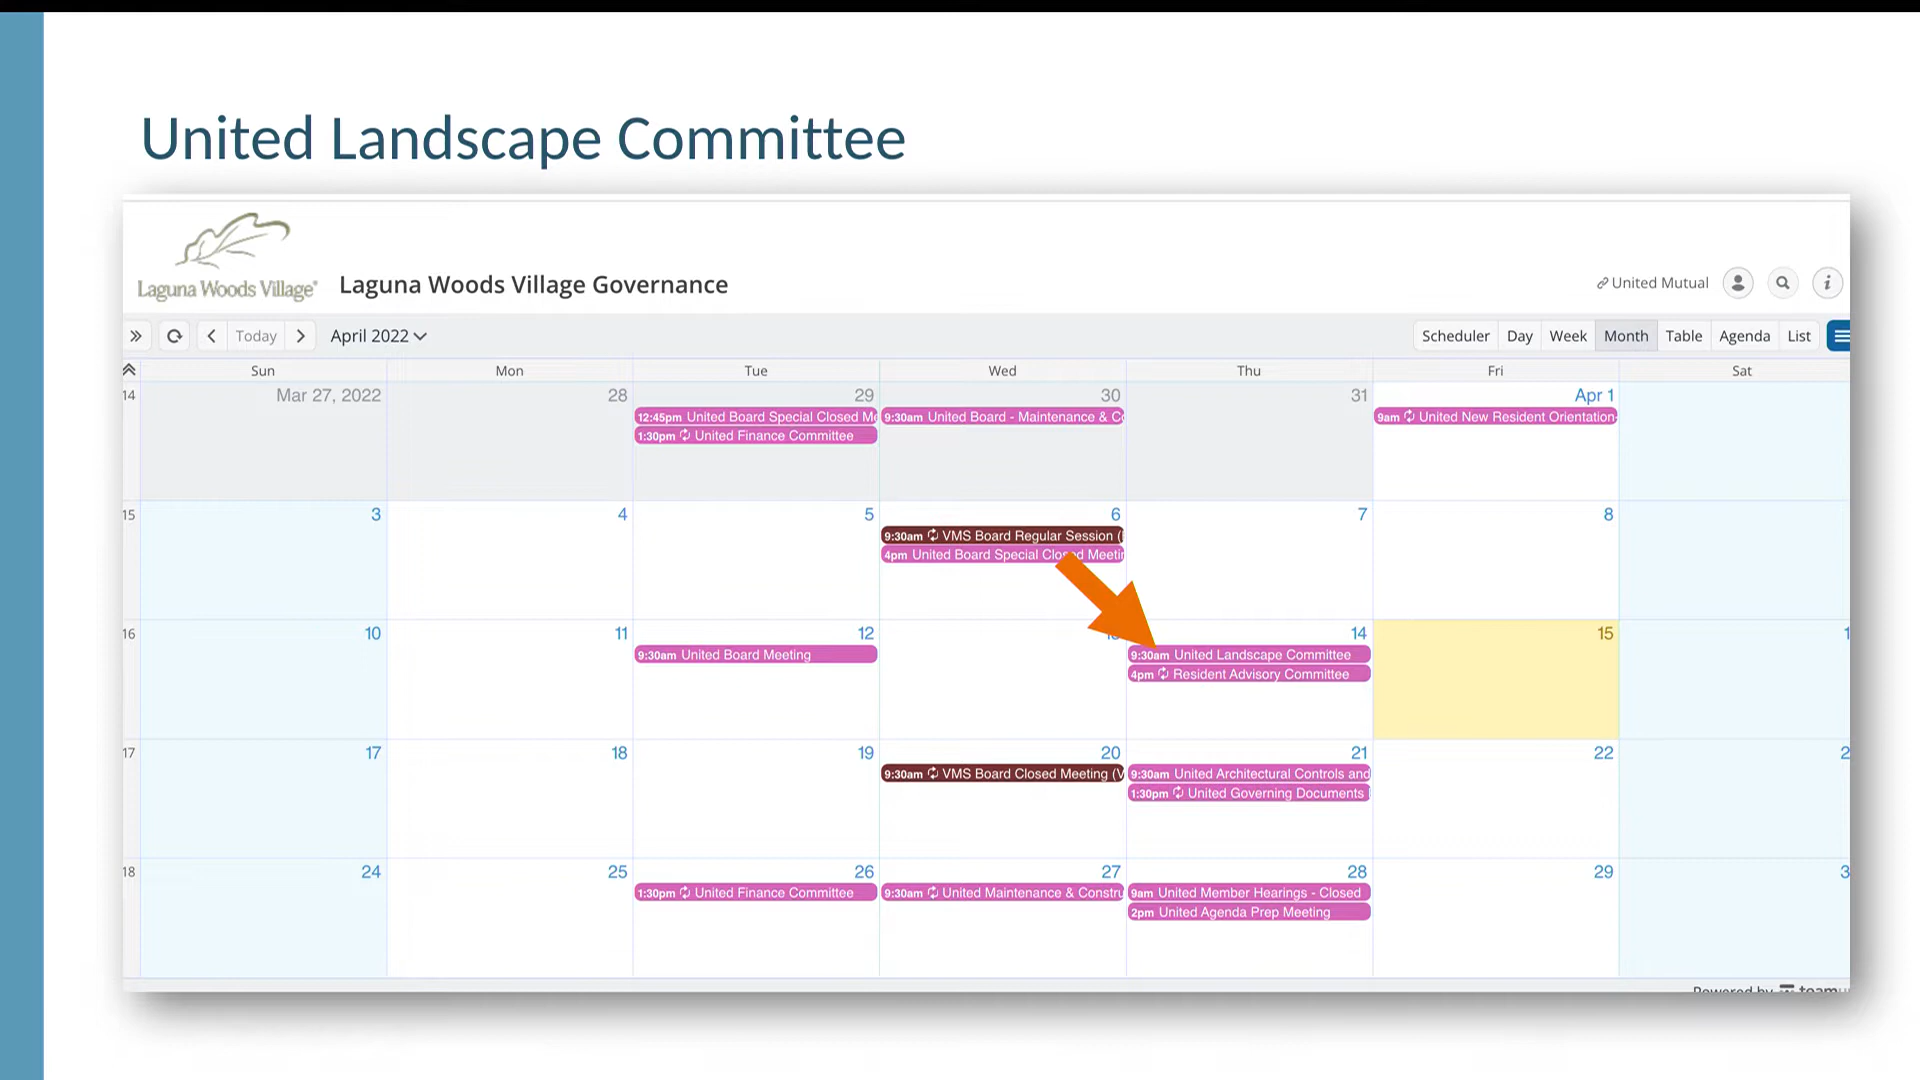 United Landscape Committee
Laguna Woods Village®
Laguna Woods Village Governance
United Mutual
Today
April 2022
Scheduler Day Week Month Table Agenda List
Sun Mon Tue Wed Thu Fri Sat
14 Mar 27, 2022 28 29 30 31 Apr 1
12:45pm United Board Special Closed
9:30am United Board - Maintenance &
9am United New Resident Orientation-
1:30pm United Finance Committee
15 3 4 5 6 7 8
9:30am VMS Board Regular Session (
4pm United Board Special Closed
16 10 11 12 14 15
9:30am United Board Meeting
9:30am United Landscape Committee
4pm Resident Advisory Committee
17 17 18 19 20 21 22
9:30am VMS Board Closed Meeting (V
9:30am United Architectural Controls and
1:30pm United Governing Documents
18 24 25 26 27 28 29
1:30pm United Finance Committee
9:30am United Maintenance &
9am United Member Hearings - Closed
2pm United Agenda Prep Meeting
Powered by